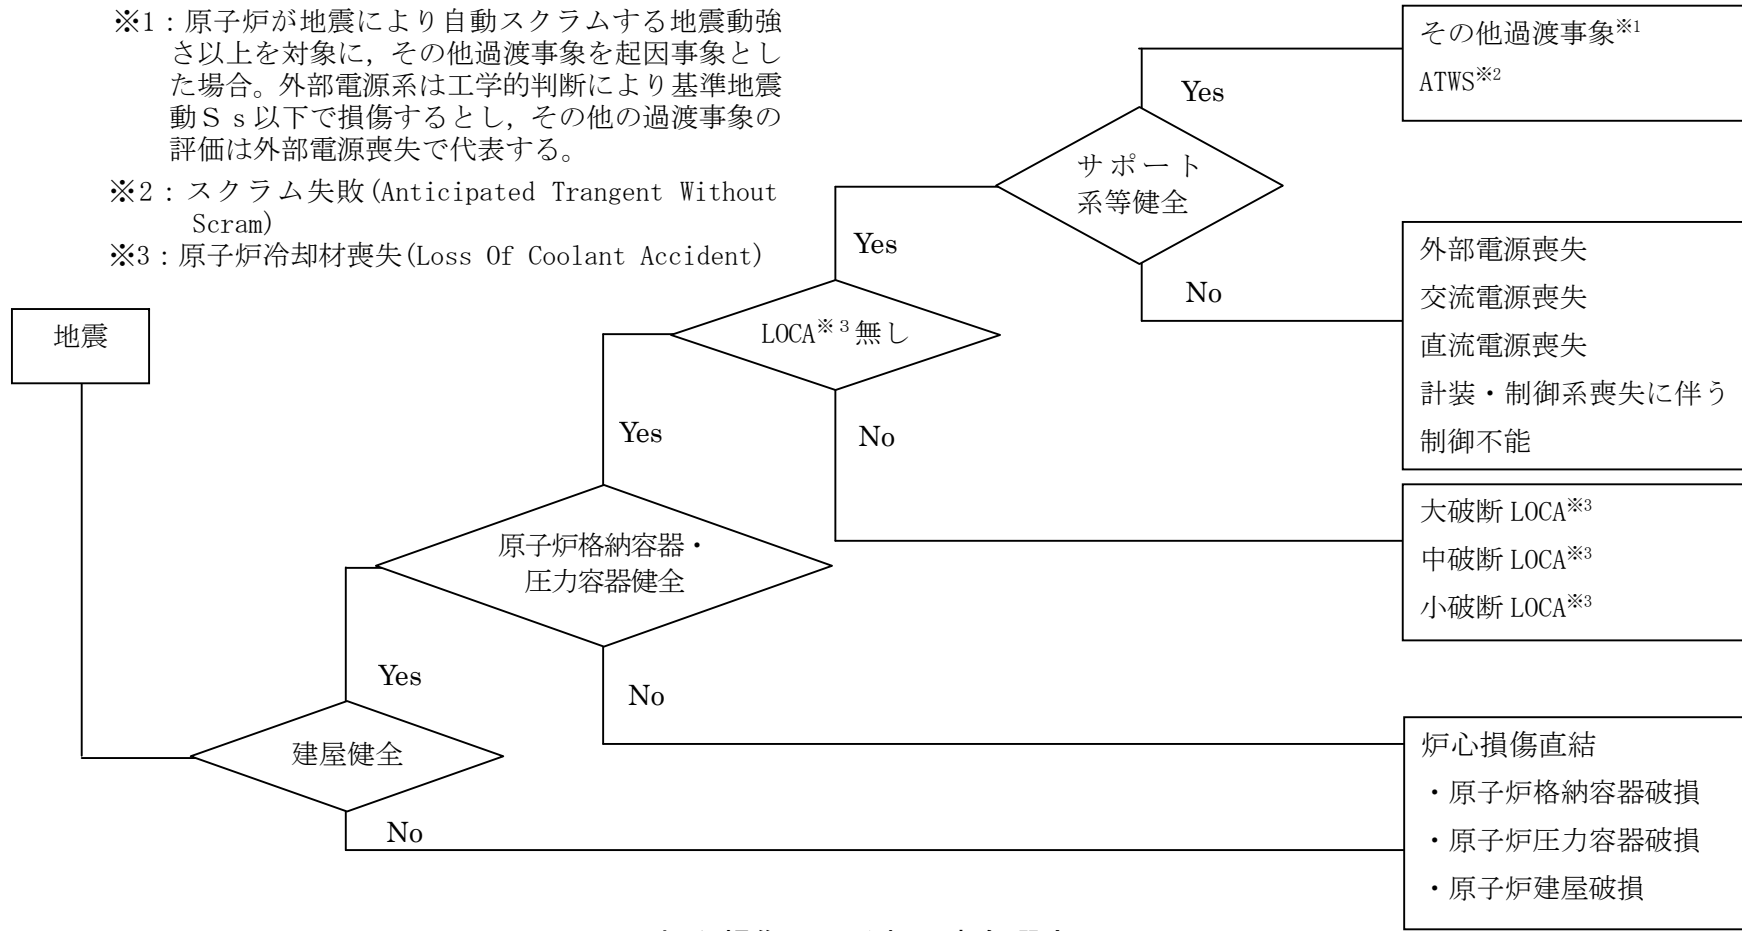 ※1：原子炉が地震により自動スクラムする地震動強
さ以上を対象に，その他過渡事象を起因事象とし
た場合。外部電源系は工学的判断により基準地震
動Ｓｓ以下で損傷するとし，その他の過渡事象の
評価は外部電源喪失で代表する。
※2：スクラム失敗(Anticipated Trangent Without
Scram)
※3：原子炉冷却材喪失(Loss Of Coolant Accident)
その他過渡事象※1
ATWS※2
Yes
サポート
系等健全
No
外部電源喪失
交流電源喪失
直流電源喪失
計装・制御系喪失に伴う
制御不能
Yes
LOCA※３無し
No
大破断 LOCA※3
中破断 LOCA※3
小破断 LOCA※3
地震
Yes
原子炉格納容器・
圧力容器健全
No
Yes
建屋健全
No
炉心損傷直結
・原子炉格納容器破損
・原子炉圧力容器破損
・原子炉建屋破損